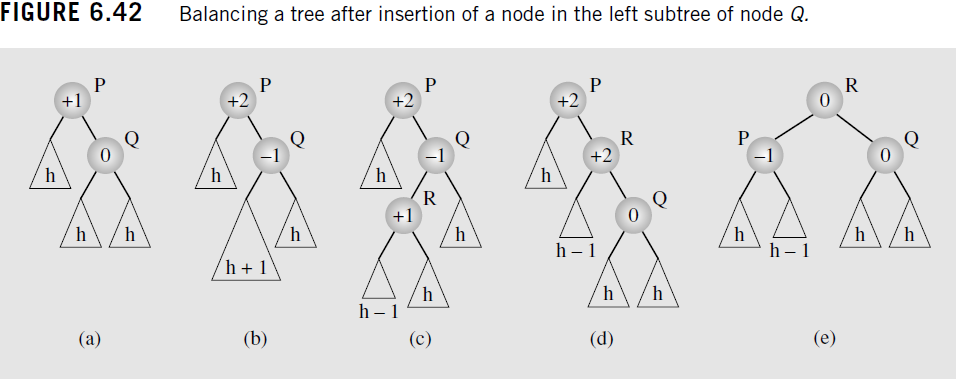 FIGURE 6.42 Balancing a tree after insertion of a node in the left subtree of node Q.
P P P P R
+1 +2 +2 +2 0
Q Q Q R P Q
0 –1 –1 +2 –1 0
h h h h
R Q
+1 0
h h h h h h h h
h – 1 h – 1
h + 1 h h h
h – 1
(a) (b) (c) (d) (e)